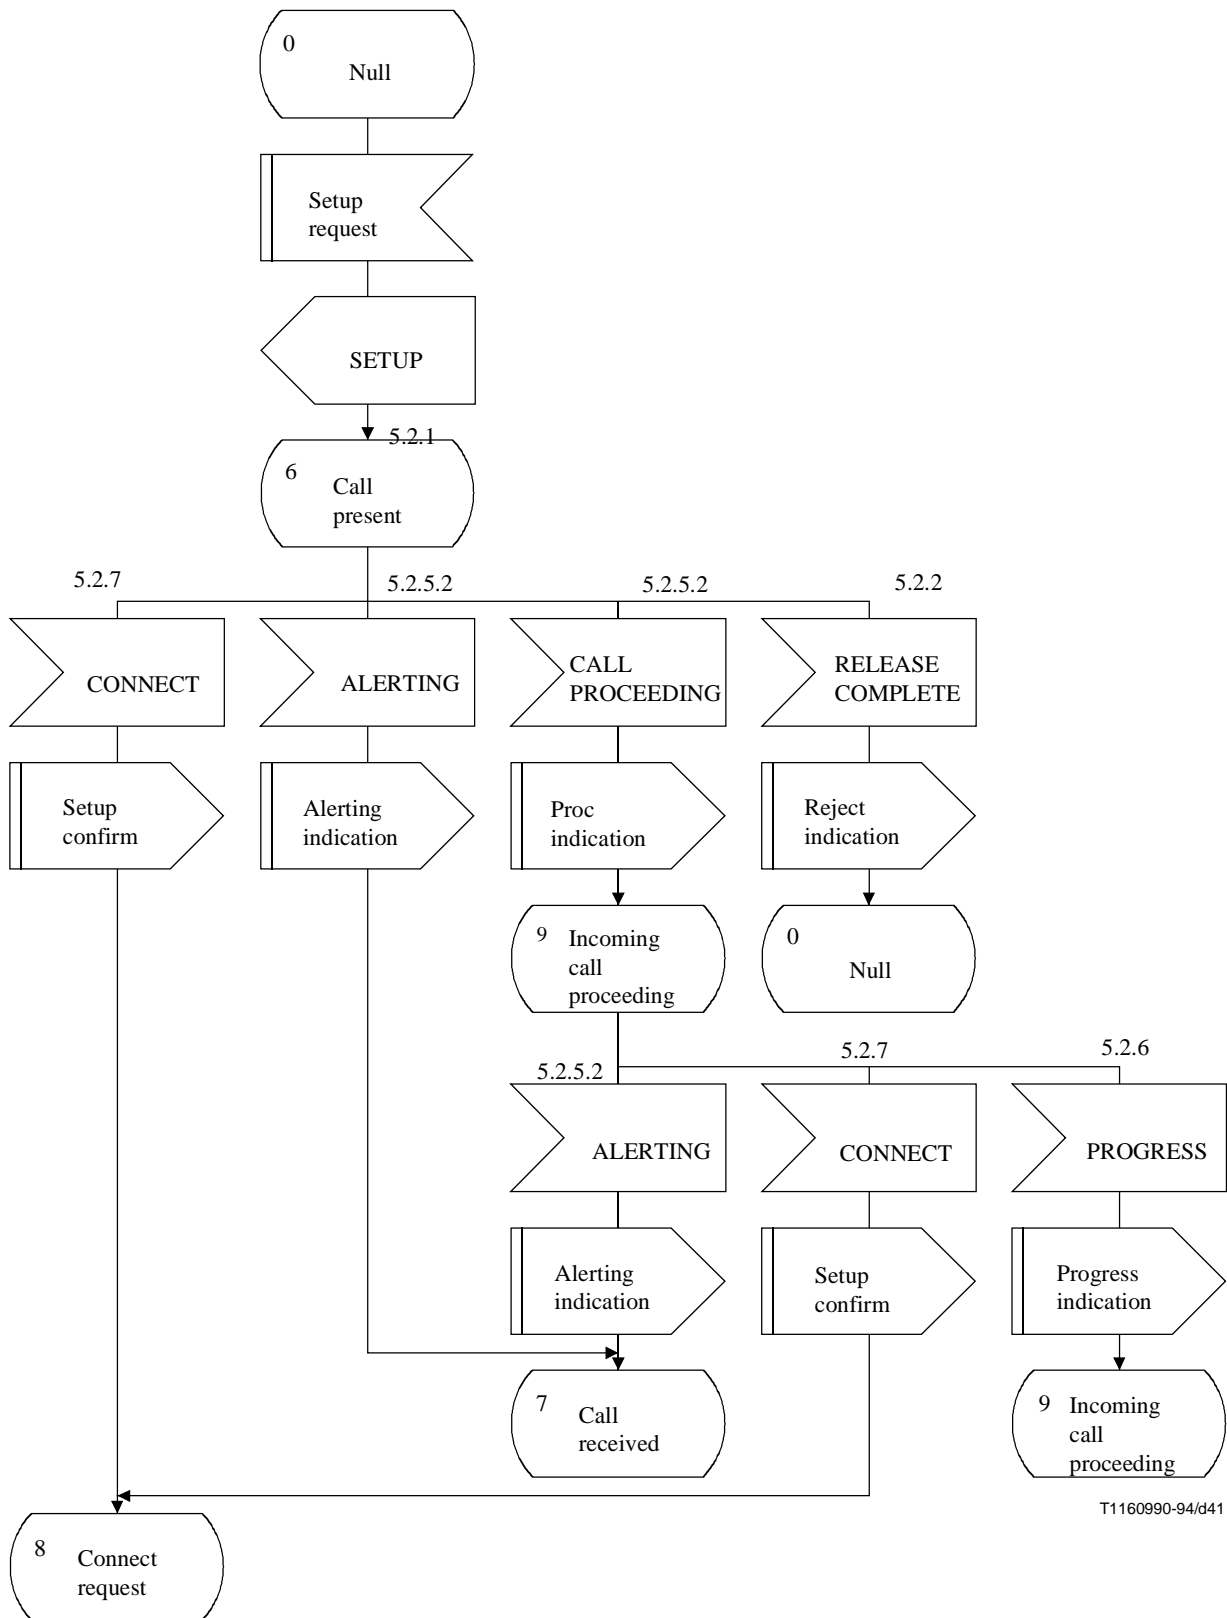 0
Null
Setup
request
SETUP
5.2.1
6
Call
present
5.2.7
5.2.5.2
5.2.5.2
5.2.2
CONNECT
ALERTING
CALL
PROCEEDING
RELEASE
COMPLETE
Setup
confirm
Alerting
indication
Proc
indication
Reject
indication
9
Incoming
call
proceeding
0
Null
5.2.5.2
5.2.7
5.2.6
ALERTING
CONNECT
PROGRESS
Alerting
indication
Setup
confirm
Progress
indication
7
Call
received
9
Incoming
call
proceeding
T1160990-94/d41
8
Connect
request